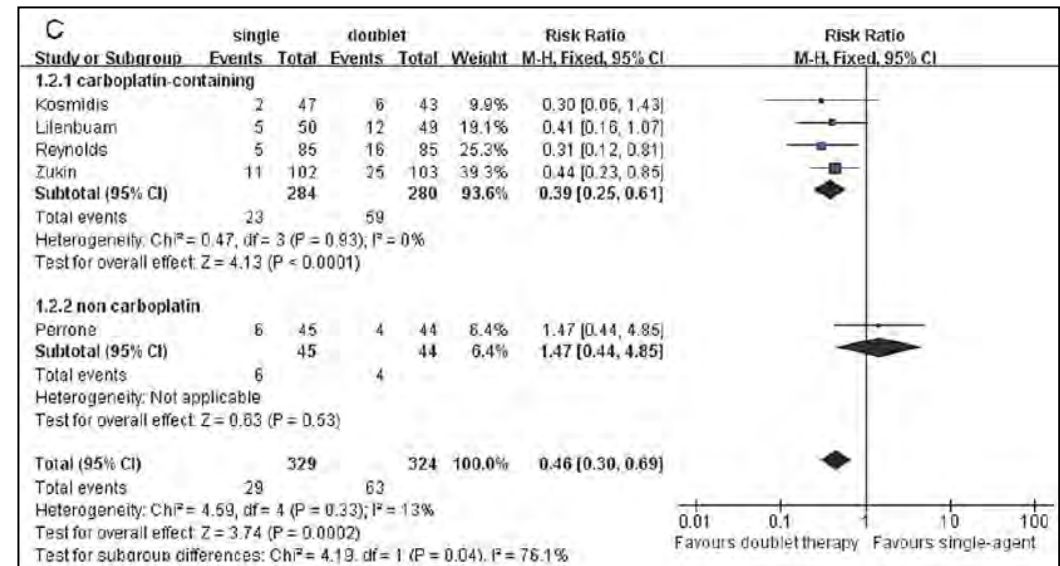 C
single doublet Risk Ratio Risk Ratio
Study or Subgroup Events Total Events Total Weight M-H, Fixed, 95% CI M-H, Fixed, 95% CI
1.2.1 carboplatin-containing
Kosmidis 2 47 6 43 9.9% 0.30 [0.06, 1.43]
Lilenbuam 5 50 12 49 19.1% 0.41 [0.16, 1.07]
Reynolds 5 85 16 85 25.3% 0.31 [0.12, 0.81]
Zukin 11 102 25 103 39.3% 0.44 [0.23, 0.85]
Subtotal (95% CI) 284 280 93.6% 0.39 [0.25, 0.61]
Total events 23 59
Heterogeneity: Chi² = 0.47, df = 3 (P = 0.93); I² = 0%
Test for overall effect: Z = 4.13 (P < 0.0001)
1.2.2 non carboplatin
Perrone 6 45 4 44 6.4% 1.47 [0.44, 4.85]
Subtotal (95% CI) 45 44 6.4% 1.47 [0.44, 4.85]
Total events 6 4
Heterogeneity: Not applicable
Test for overall effect: Z = 0.63 (P = 0.53)
Total (95% CI) 329 324 100.0% 0.46 [0.30, 0.69]
Total events 29 63
Heterogeneity: Chi² = 4.59, df = 4 (P = 0.33); I² = 13%
Test for overall effect: Z = 3.74 (P = 0.0002)
Test for subgroup differences: Chi² = 4.19. df = 1 (P = 0.04). I² = 76.1%
0.01 0.1 1 10 100
Favours doublet therapy Favours single-agent